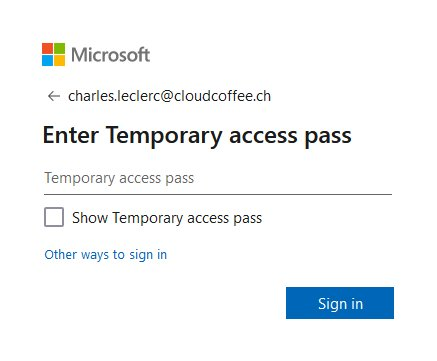 Microsoft
← charles.leclerc@cloudcoffee.ch
Enter Temporary access pass
Temporary access pass
Show Temporary access pass
Other ways to sign in
Sign in